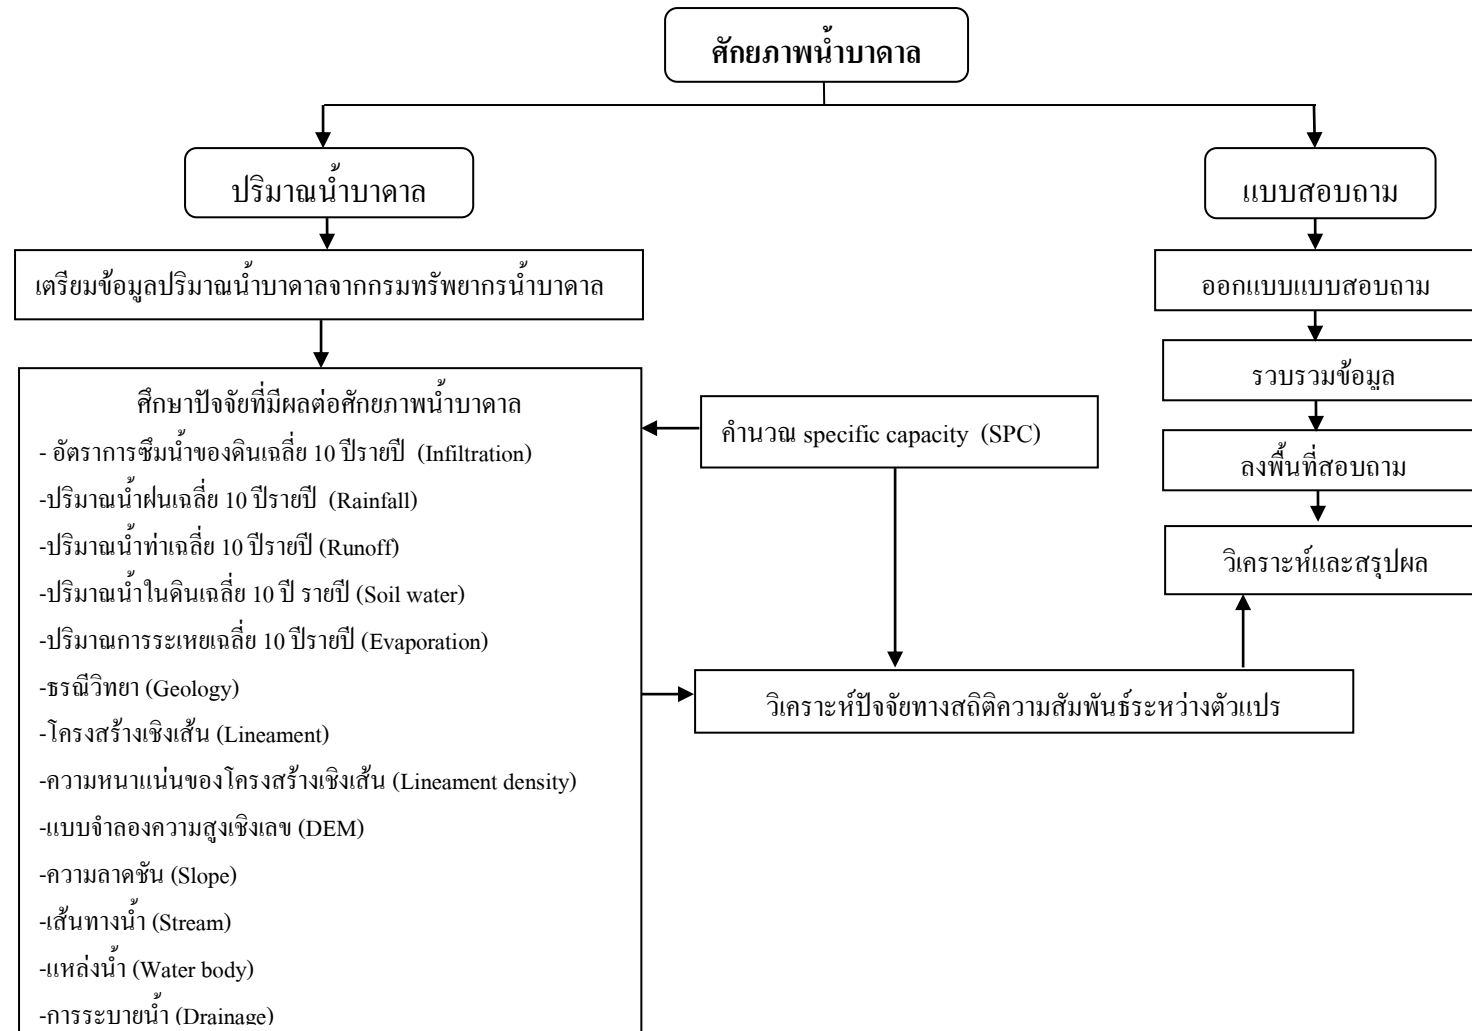 ศักยภาพน้ำบาดาล
ปริมาณน้ำบาดาล
แบบสอบถาม
เตรียมข้อมูลปริมาณน้ำบาดาลจากกรมทรัพยากรน้ำบาดาล
ออกแบบแบบสอบถาม
รวบรวมข้อมูล
ลงพื้นที่สอบถาม
วิเคราะห์และสรุปผล
ศึกษาปัจจัยที่มีผลต่อศักยภาพน้ำบาดาล
- อัตราการซึมน้ำของดินเฉลี่ย 10 ปีรายปี (Infiltration)
-ปริมาณน้ำฝนเฉลี่ย 10 ปีรายปี (Rainfall)
-ปริมาณน้ำท่าเฉลี่ย 10 ปีรายปี (Runoff)
-ปริมาณน้ำในดินเฉลี่ย 10 ปี รายปี (Soil water)
-ปริมาณการระเหยเฉลี่ย 10 ปีรายปี (Evaporation)
-ธรณีวิทยา (Geology)
-โครงสร้างเชิงเส้น (Lineament)
-ความหนาแน่นของโครงสร้างเชิงเส้น (Lineament density)
-แบบจำลองความสูงเชิงเลข (DEM)
-ความลาดชัน (Slope)
-เส้นทางน้ำ (Stream)
-แหล่งน้ำ (Water body)
-การระบายน้ำ (Drainage)
คำนวณ specific capacity (SPC)
วิเคราะห์ปัจจัยทางสถิติความสัมพันธ์ระหว่างตัวแปร